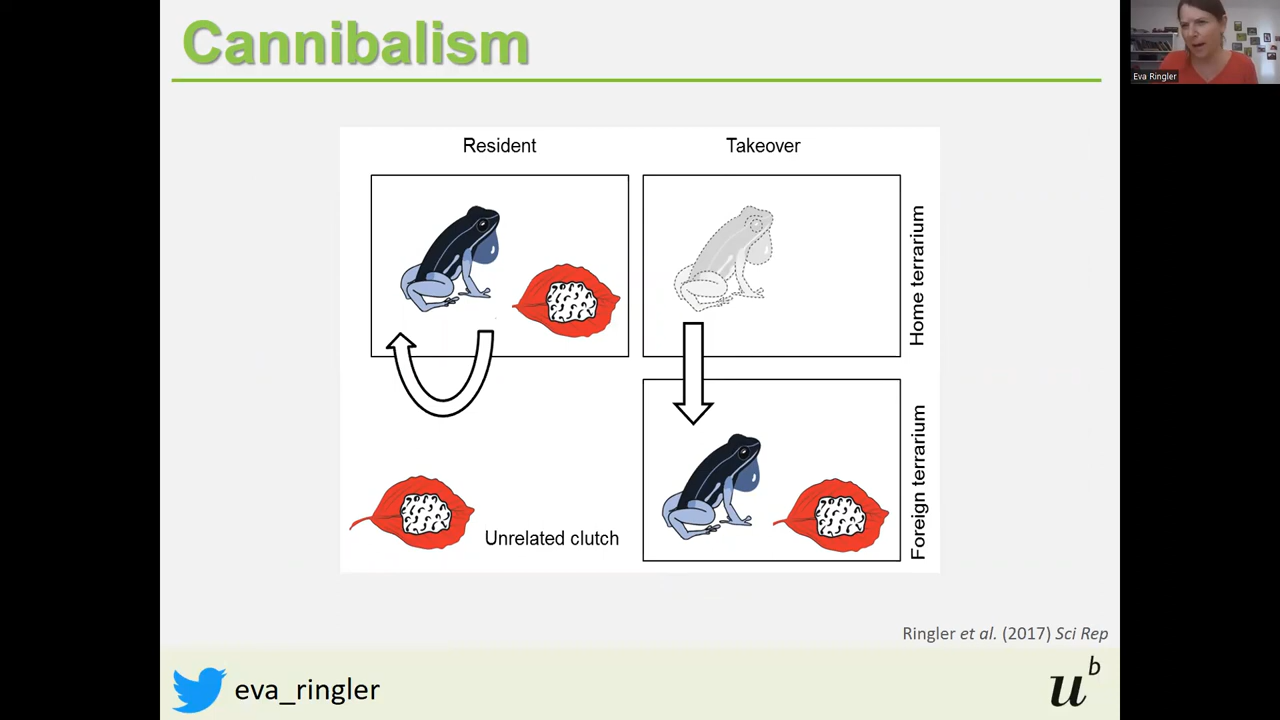 Cannibalism
Eva Ringler
Resident
Takeover
Home terrarium
Unrelated clutch
Foreign terrarium
Ringler et al. (2017) Sci Rep
eva_ringler
u^b